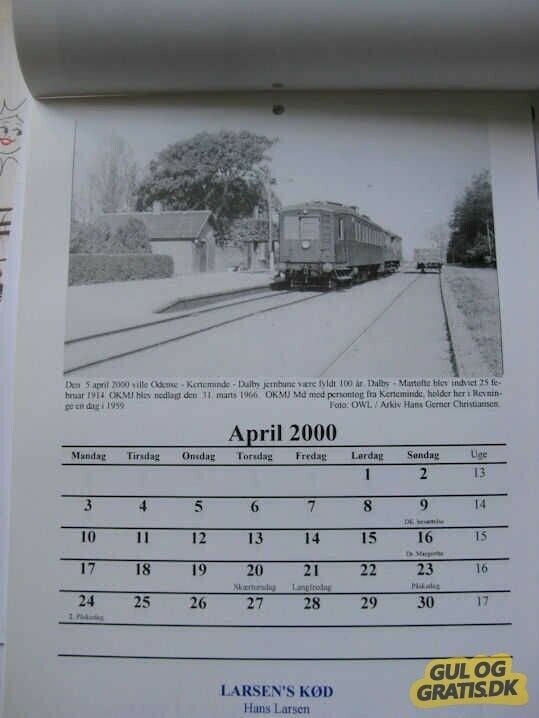 Den 5 april 2000 ville Odense - Kerteminde - Dalby jernbane være fyldt 100 år. Dalby - Martofte blev indviet 25 fe-
bruar 1914. OKMJ blev nedlagt den 31. marts 1966. OKMJ Md med persontog fra Kerteminde, holder her i Revnin-
ge en dag i 1959
Foto: OWL / Arkiv Hans Gerner Christiansen.
April 2000
Mandag Tirsdag Onsdag Torsdag Fredag Lørdag Søndag Uge
1 2 13
3 4 5 6 7 8 9 14
DK besættelse
10 11 12 13 14 15 16 15
Dr. Margrethe
17 18 19 20 21 22 23 16
Skærtorsdag Langfredag Påskedag
24 25 26 27 28 29 30 17
2. Påskedag
LARSEN'S KØD
Hans Larsen
GUL OG
GRATIS.DK